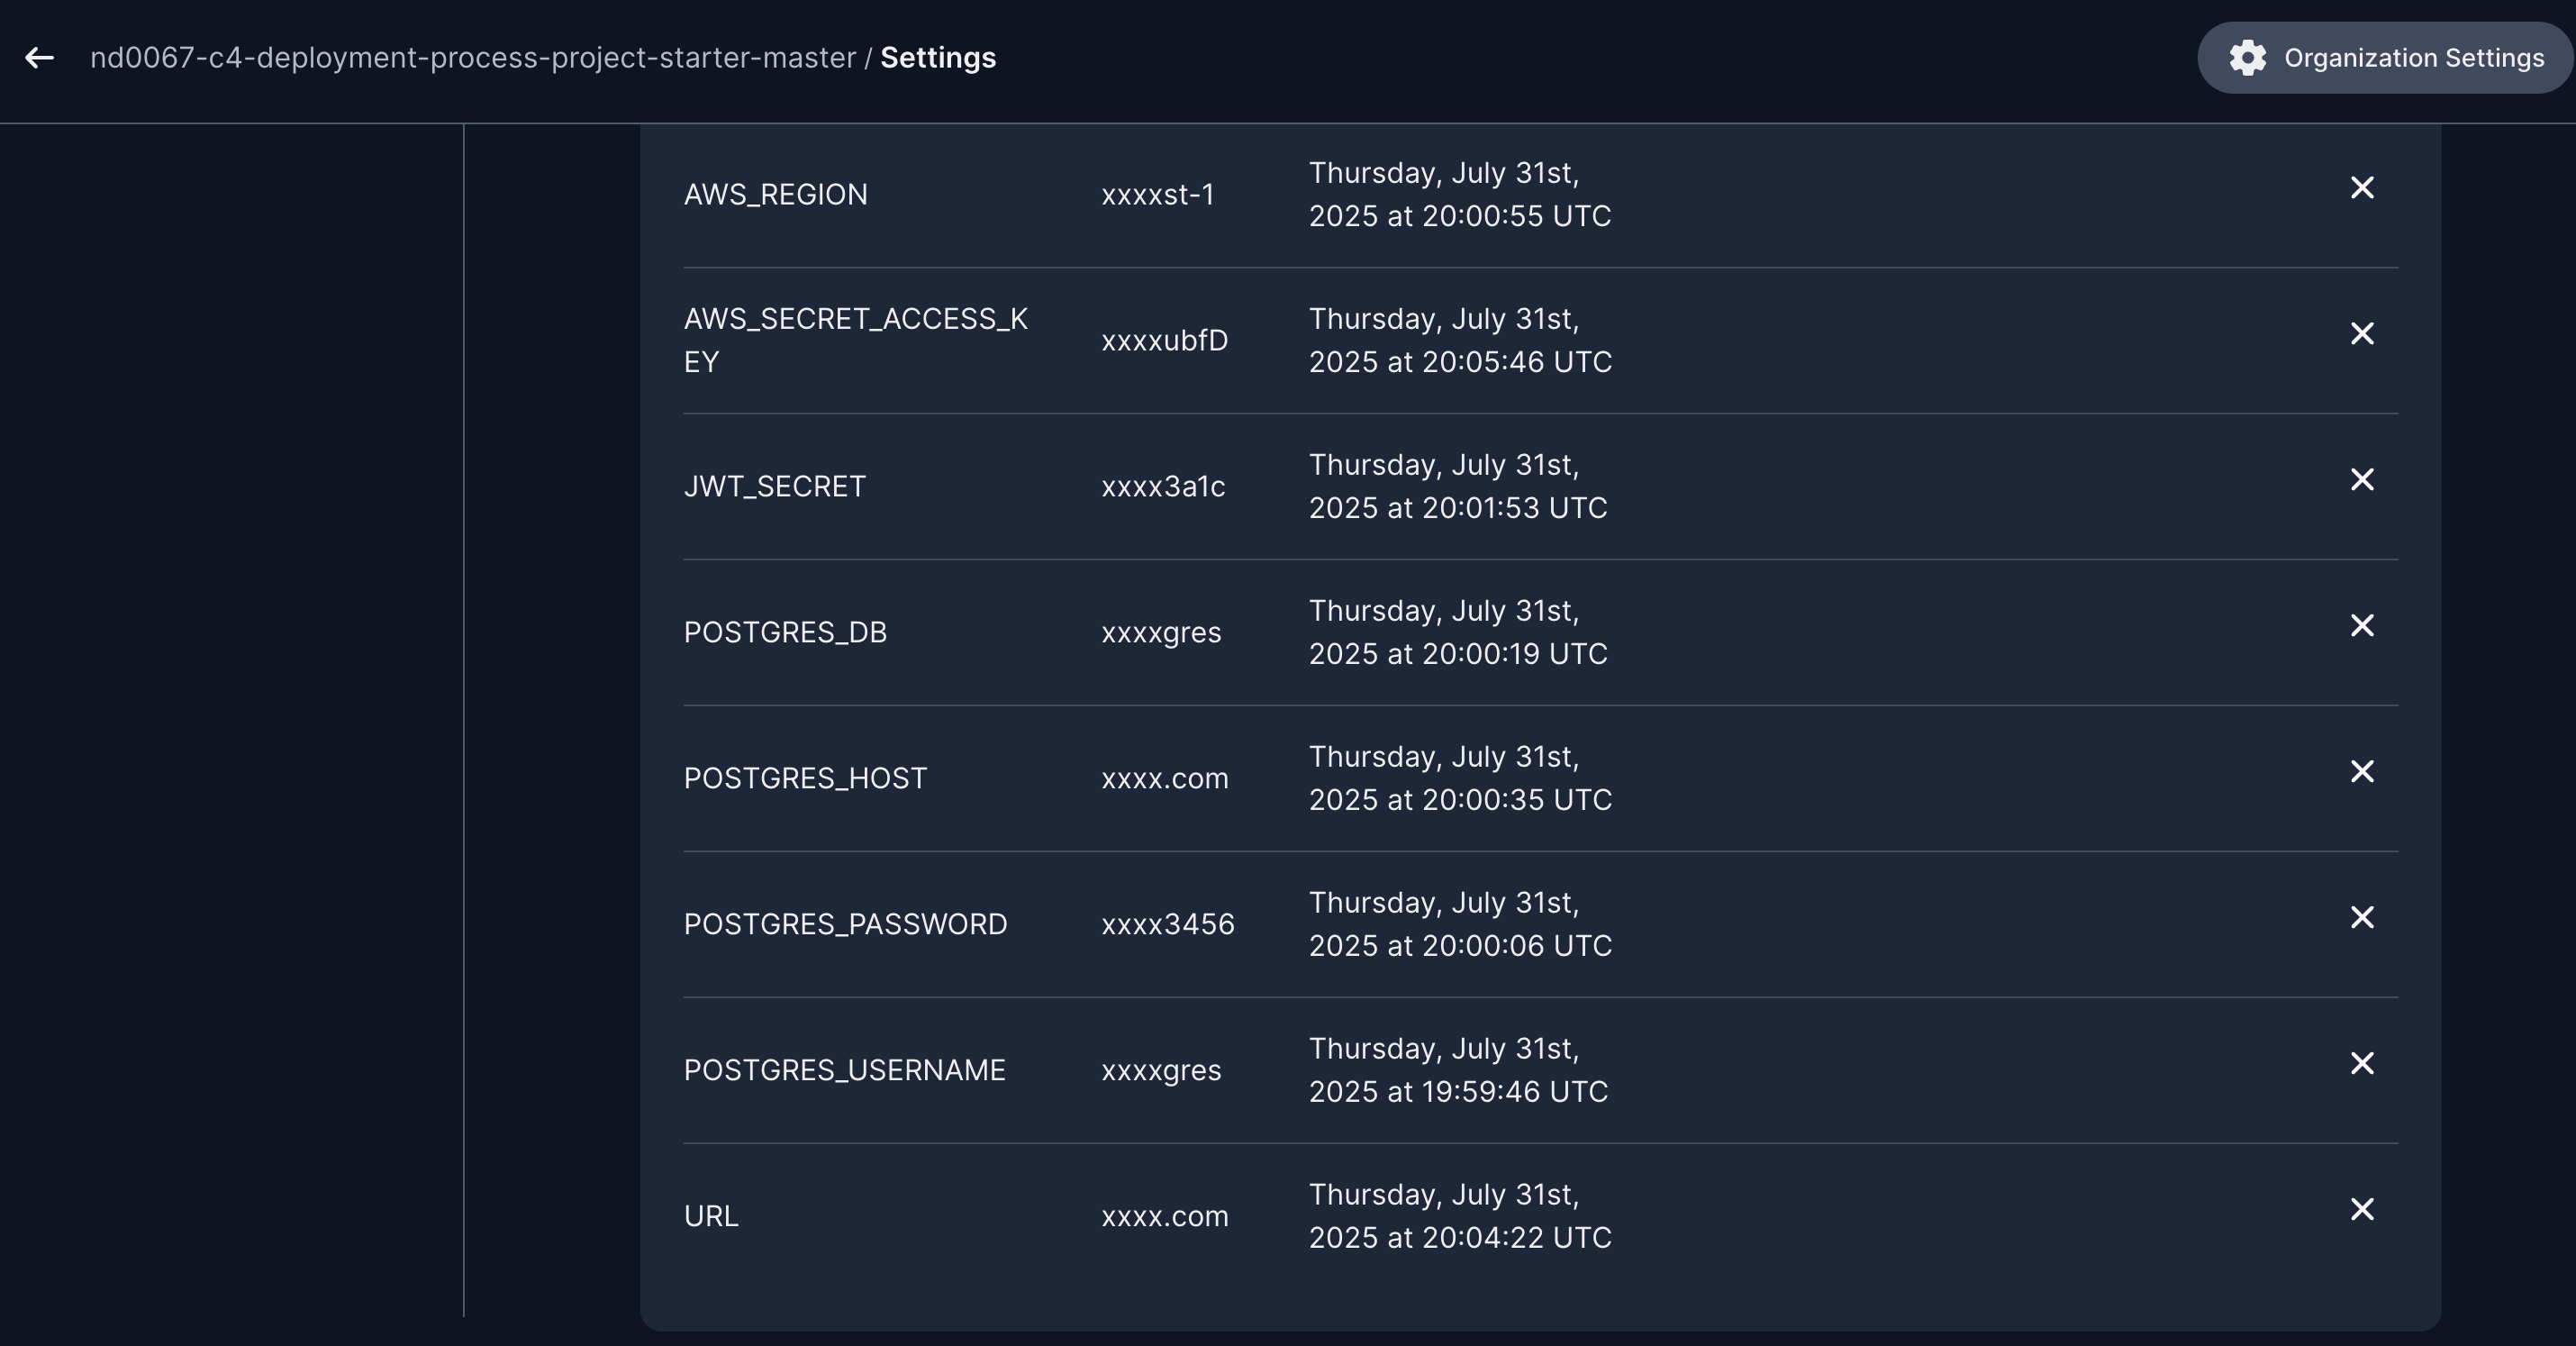 nd0067-c4-deployment-process-project-starter-master / Settings
Organization Settings
AWS_REGION
xxxxst-1
Thursday, July 31st,
2025 at 20:00:55 UTC
AWS_SECRET_ACCESS_K
EY
xxxxubfD
Thursday, July 31st,
2025 at 20:05:46 UTC
JWT_SECRET
xxxx3a1c
Thursday, July 31st,
2025 at 20:01:53 UTC
POSTGRES_DB
xxxxgres
Thursday, July 31st,
2025 at 20:00:19 UTC
POSTGRES_HOST
xxxx.com
Thursday, July 31st,
2025 at 20:00:35 UTC
POSTGRES_PASSWORD
xxxx3456
Thursday, July 31st,
2025 at 20:00:06 UTC
POSTGRES_USERNAME
xxxxgres
Thursday, July 31st,
2025 at 19:59:46 UTC
URL
xxxx.com
Thursday, July 31st,
2025 at 20:04:22 UTC